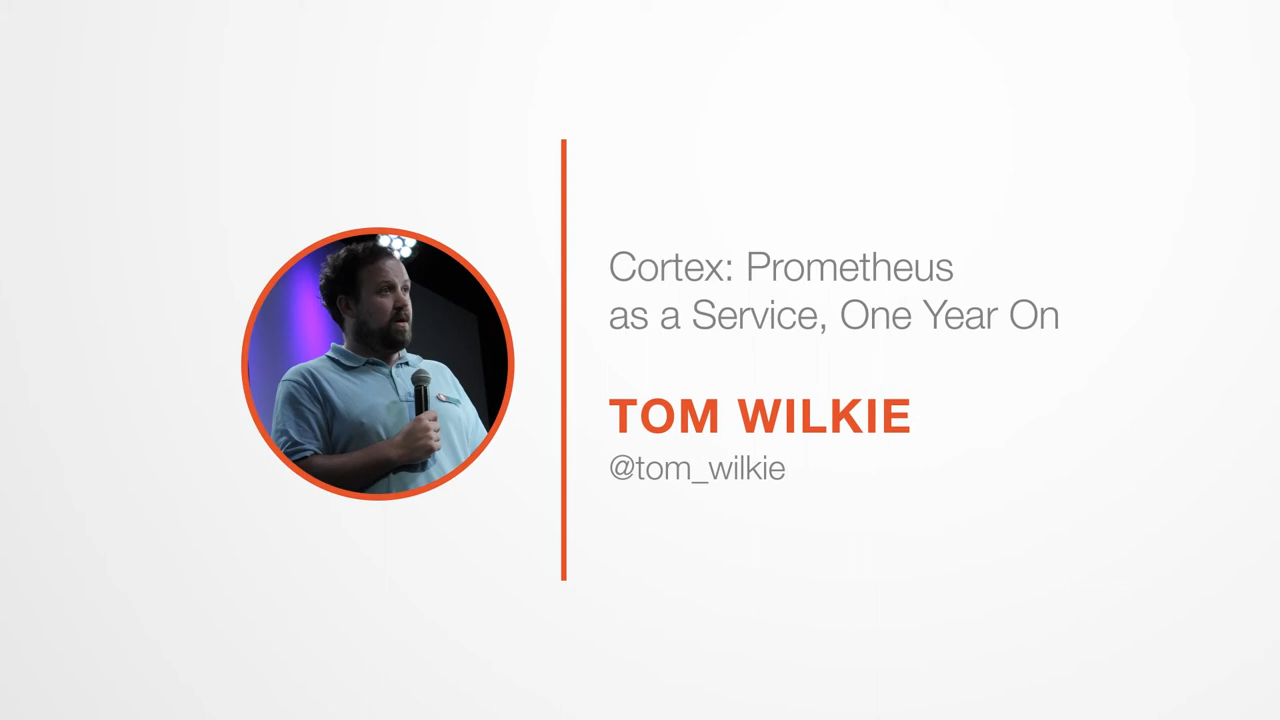 Cortex: Prometheus
as a Service, One Year On
TOM WILKIE
@tom_wilkie